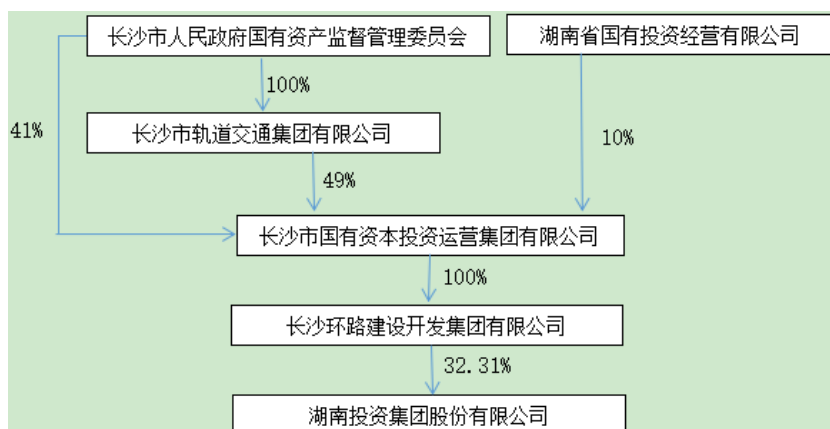 长沙市人民政府国有资产监督管理委员会
湖南省国有投资经营有限公司
100%
41%
长沙市轨道交通集团有限公司
10%
49%
长沙市国有资本投资运营集团有限公司
100%
长沙环路建设开发集团有限公司
32.31%
湖南投资集团股份有限公司